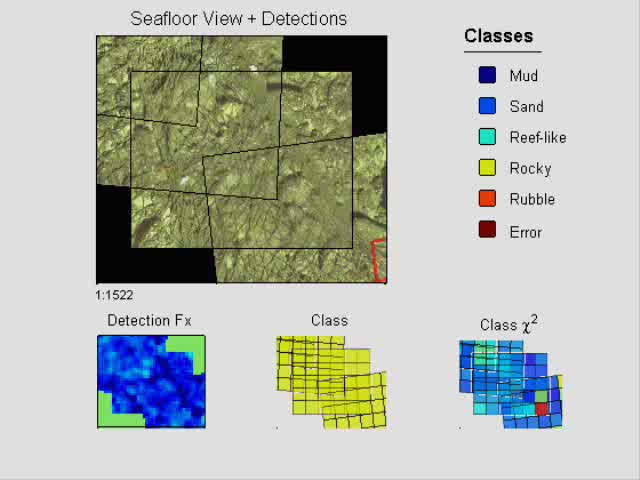 Seafloor View + Detections
Classes
Mud
Sand
Reef-like
Rocky
Rubble
Error
1:1522
Detection Fx
Class
Class χ²